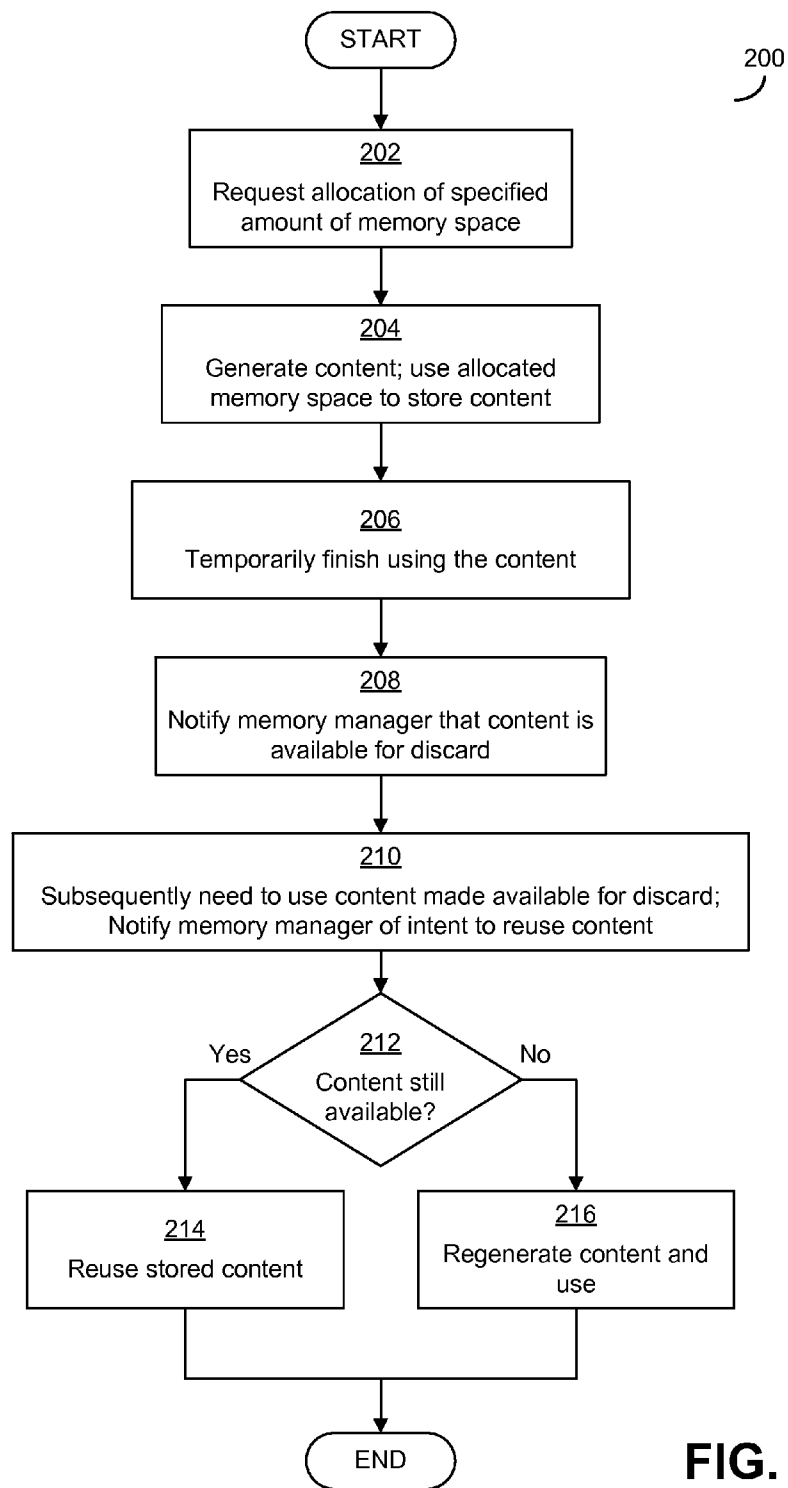 START
200
202
Request allocation of specified
amount of memory space
204
Generate content; use allocated
memory space to store content
206
Temporarily finish using the content
208
Notify memory manager that content is
available for discard
210
Subsequently need to use content made available for discard;
Notify memory manager of intent to reuse content
Yes
212
No
Content still
available?
214
Reuse stored content
216
Regenerate content and
use
END
FIG.